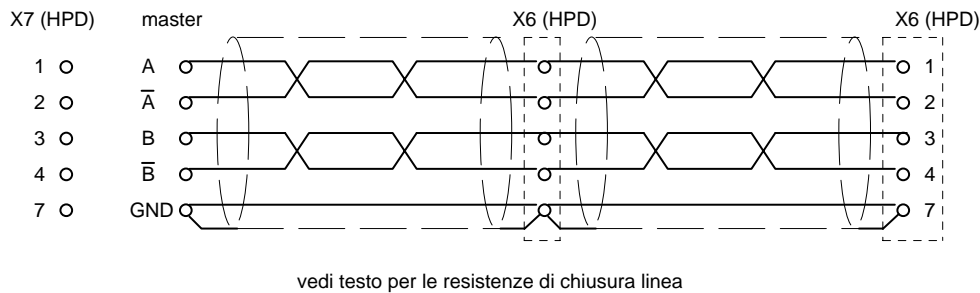 X7 (HPD) master X6 (HPD) X6 (HPD)
1 A 1
2 A̅ 2
3 B 3
4 B̅ 4
7 GND 7
vedi testo per le resistenze di chiusura linea